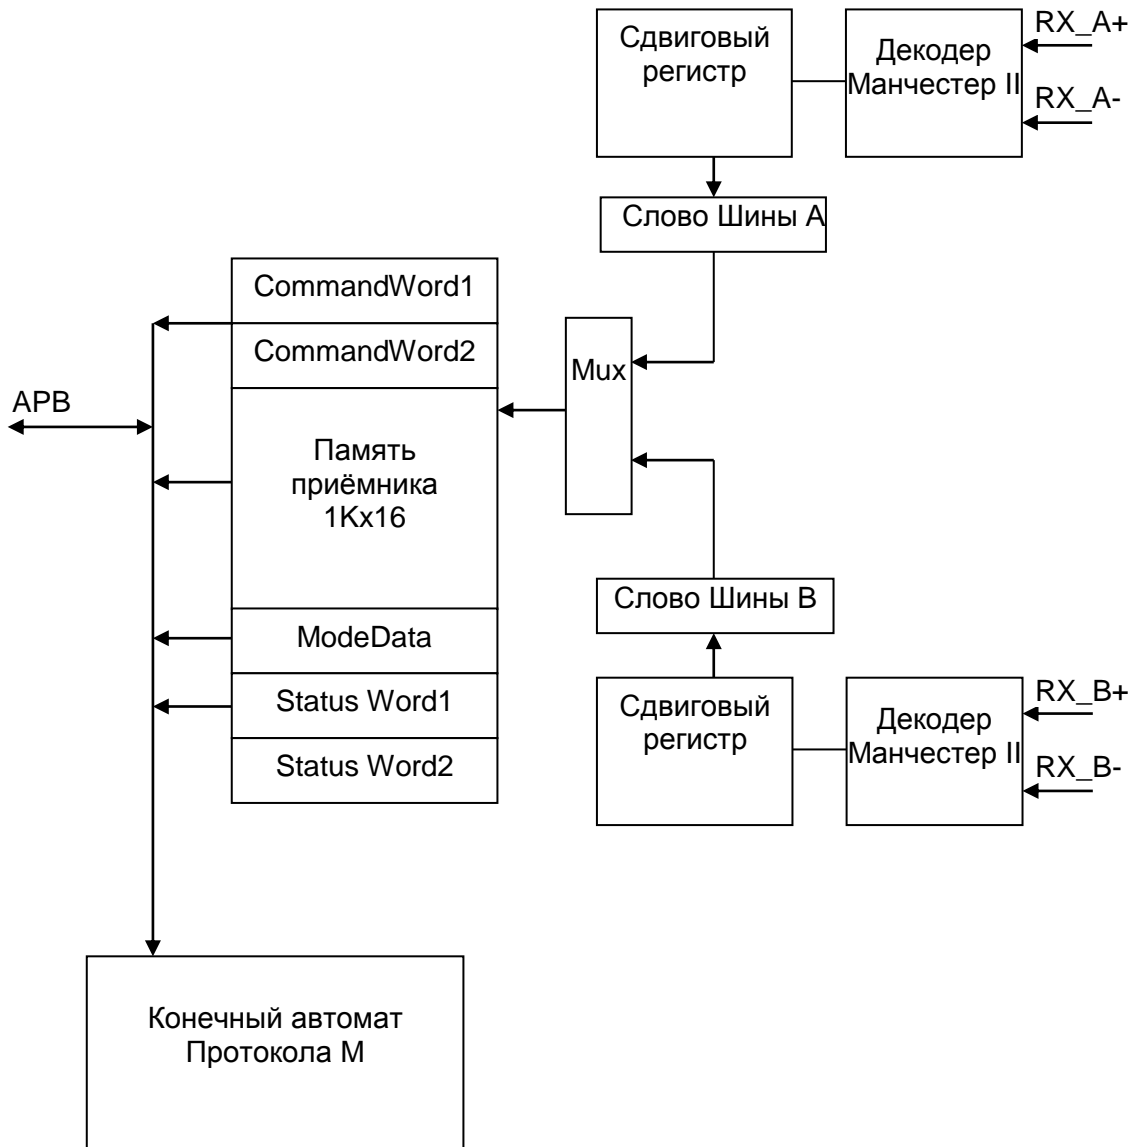 Сдвиговый
регистр
Декодер
Манчестер II
RX_A+
RX_A-
Слово Шины А
CommandWord1
CommandWord2
Mux
APB
Память
приёмника
1Kx16
Слово Шины В
ModeData
Status Word1
Status Word2
Сдвиговый
регистр
Декодер
Манчестер II
RX_B+
RX_B-
Конечный автомат
Протокола М